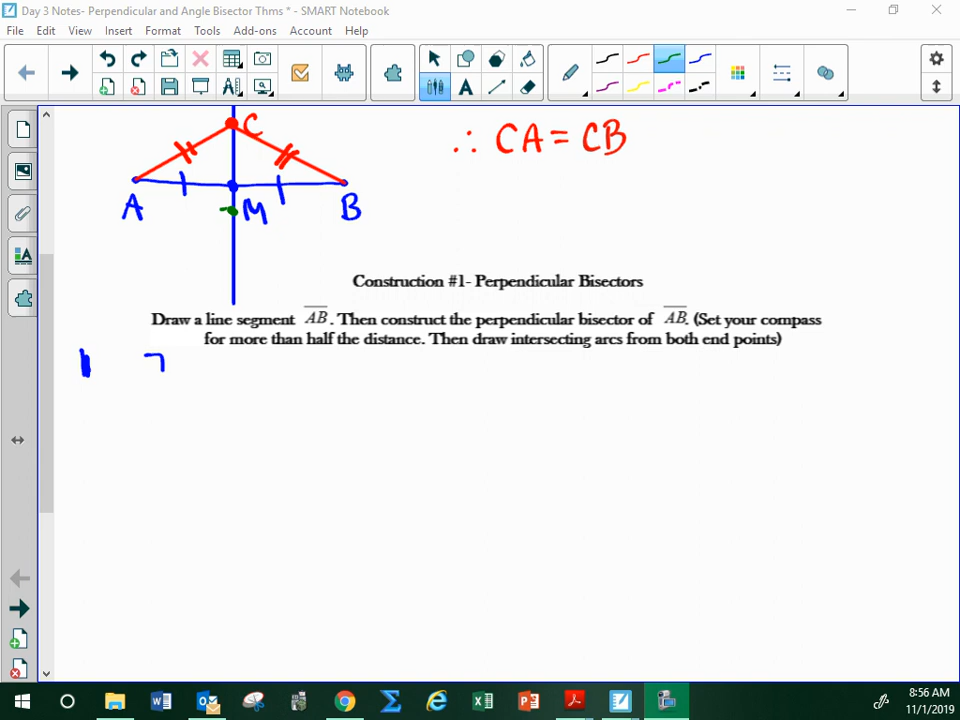 Day 3 Notes- Perpendicular and Angle Bisector Thms * - SMART Notebook
File Edit View Insert Format Tools Add-ons Account Help
C
∴ CA = CB
A M B
Construction #1- Perpendicular Bisectors
Draw a line segment AB. Then construct the perpendicular bisector of AB. (Set your compass
for more than half the distance. Then draw intersecting arcs from both end points)
8:56 AM
11/1/2019